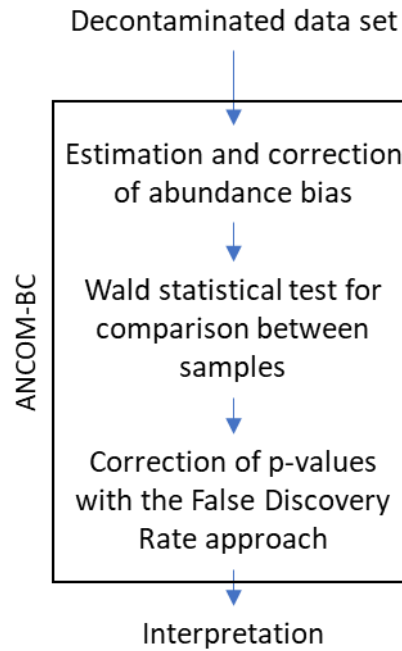 Decontaminated data set
ANCOM-BC
Estimation and correction
of abundance bias
Wald statistical test for
comparison between
samples
Correction of p-values
with the False Discovery
Rate approach
Interpretation